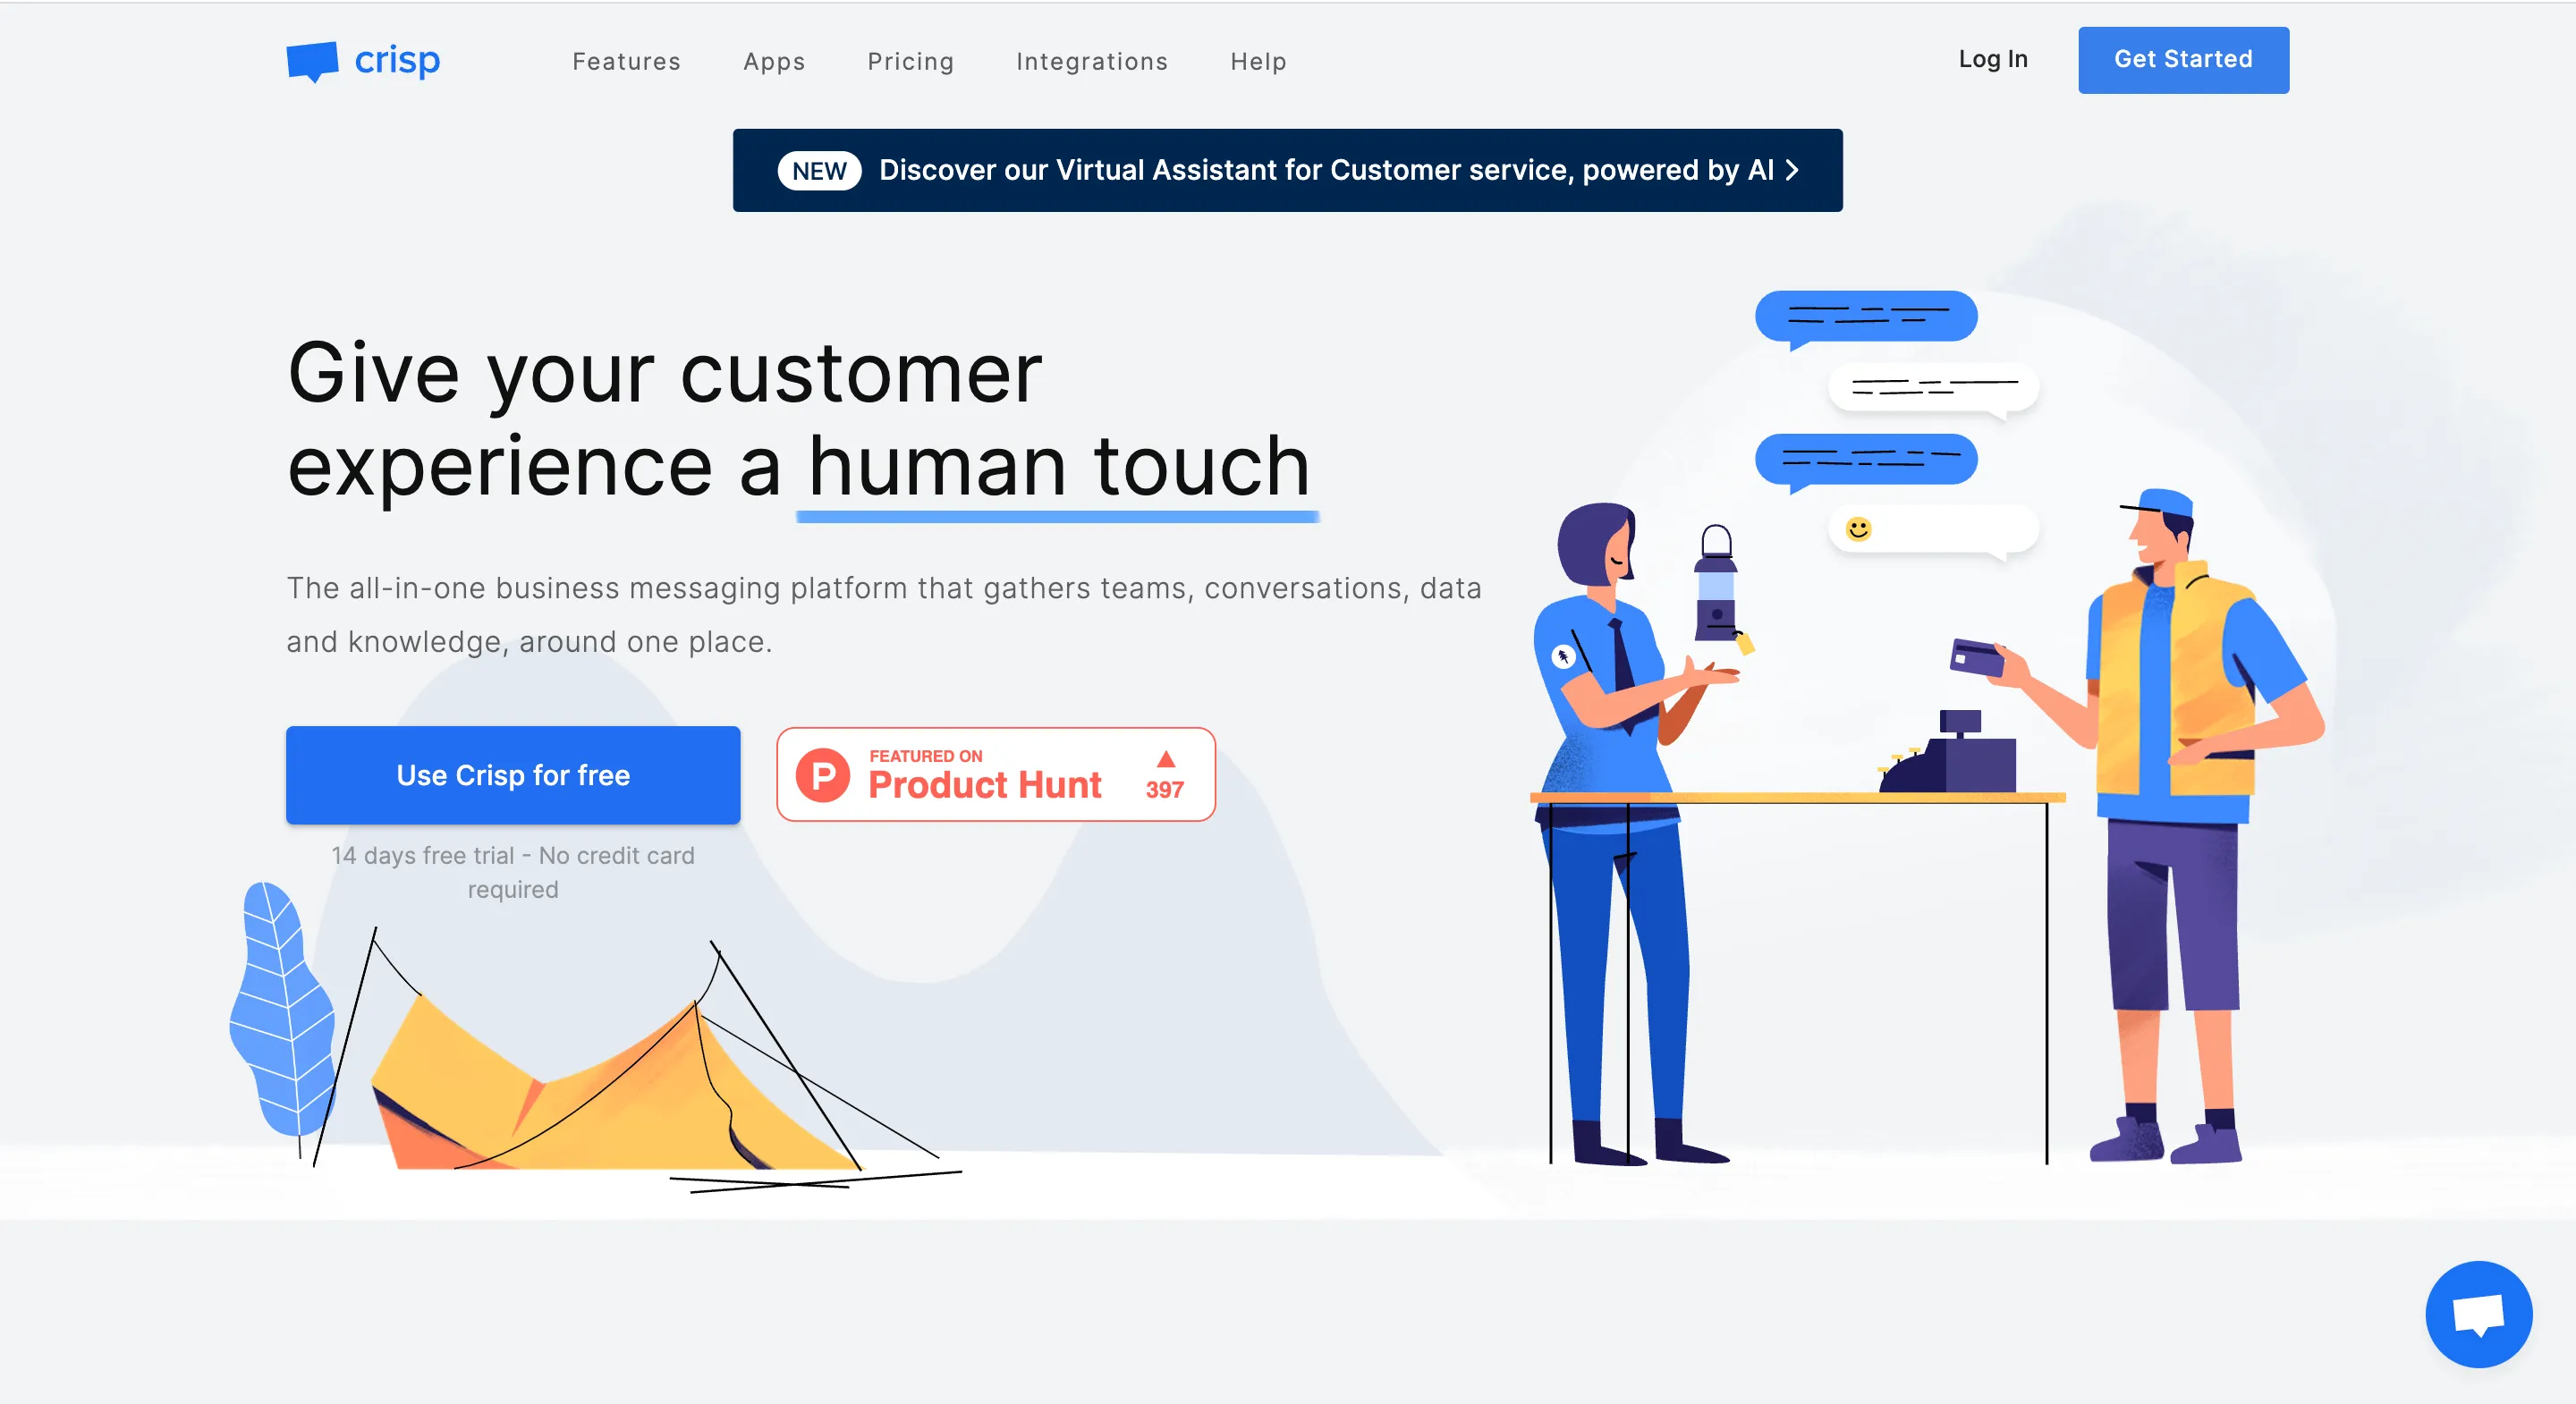 crisp
Features
Apps
Pricing
Integrations
Help
Log In
Get Started
NEW Discover our Virtual Assistant for Customer service, powered by AI
Give your customer
experience a human touch
The all-in-one business messaging platform that gathers teams, conversations, data
and knowledge, around one place.
Use Crisp for free
14 days free trial - No credit card
required
P
FEATURED ON
Product Hunt
397